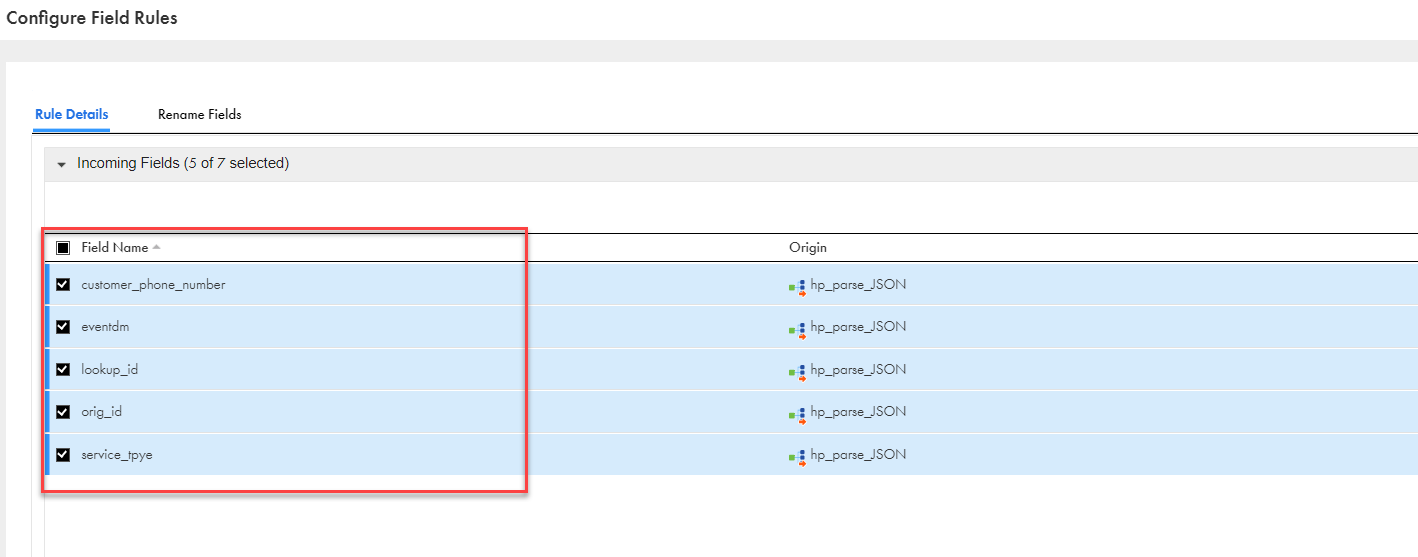 Configure Field Rules
Rule Details Rename Fields
Incoming Fields (5 of 7 selected)
Field Name Origin
customer_phone_number hp_parse_JSON
eventdm hp_parse_JSON
lookup_id hp_parse_JSON
orig_id hp_parse_JSON
service_tpye hp_parse_JSON